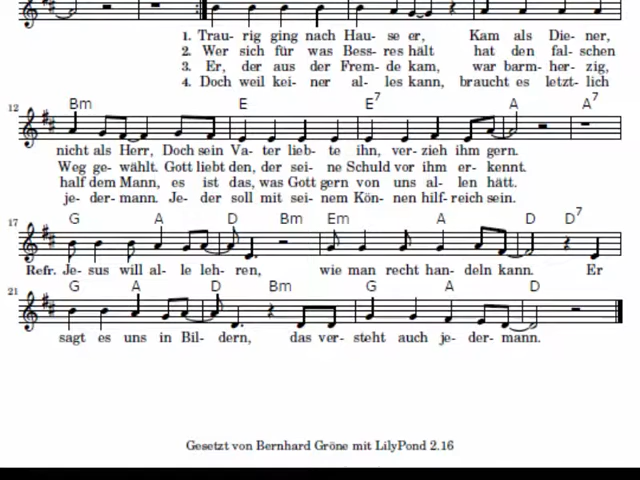 1. Trau- rig ging nach Hau- se er, Kam als Die- ner,
2. Wer sich für was Bess- res hält hat den fal- schen
3. Er, der aus der Frem- de kam, war barm- her- zig,
4. Doch weil kei- ner al- les kann, braucht es letzt- lich
12 Bm E E7 A A7
nicht als Herr, Doch sein Va- ter lieb- te ihn, ver- zieh ihm gern.
Weg ge- wählt. Gott liebt den, der sei- ne Schuld vor ihm er- kennt.
half dem Mann, es ist das, was Gott gern von uns al- len hätt.
je- der- mann. Je- der soll mit sei- nem Kön- nen hilf- reich sein.
17 G A D Bm Em A D D7
Refr. Je- sus will al- le leh- ren, wie man recht han- deln kann. Er
21 G A D Bm G A D
sagt es uns in Bil- dern, das ver- steht auch je- der- mann.
Gesetzt von Bernhard Gröne mit LilyPond 2.16